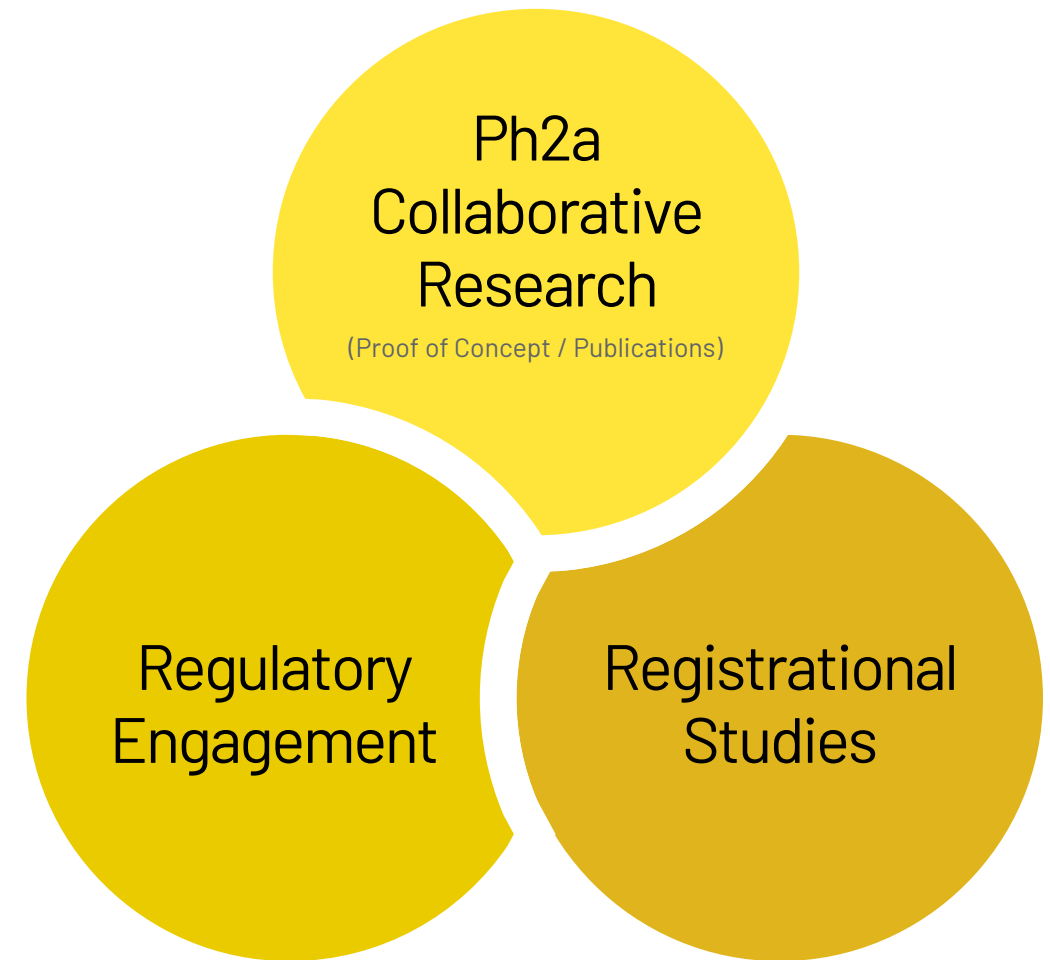 Ph2a
Collaborative
Research
(Proof of Concept / Publications)
Regulatory
Engagement
Registrational
Studies